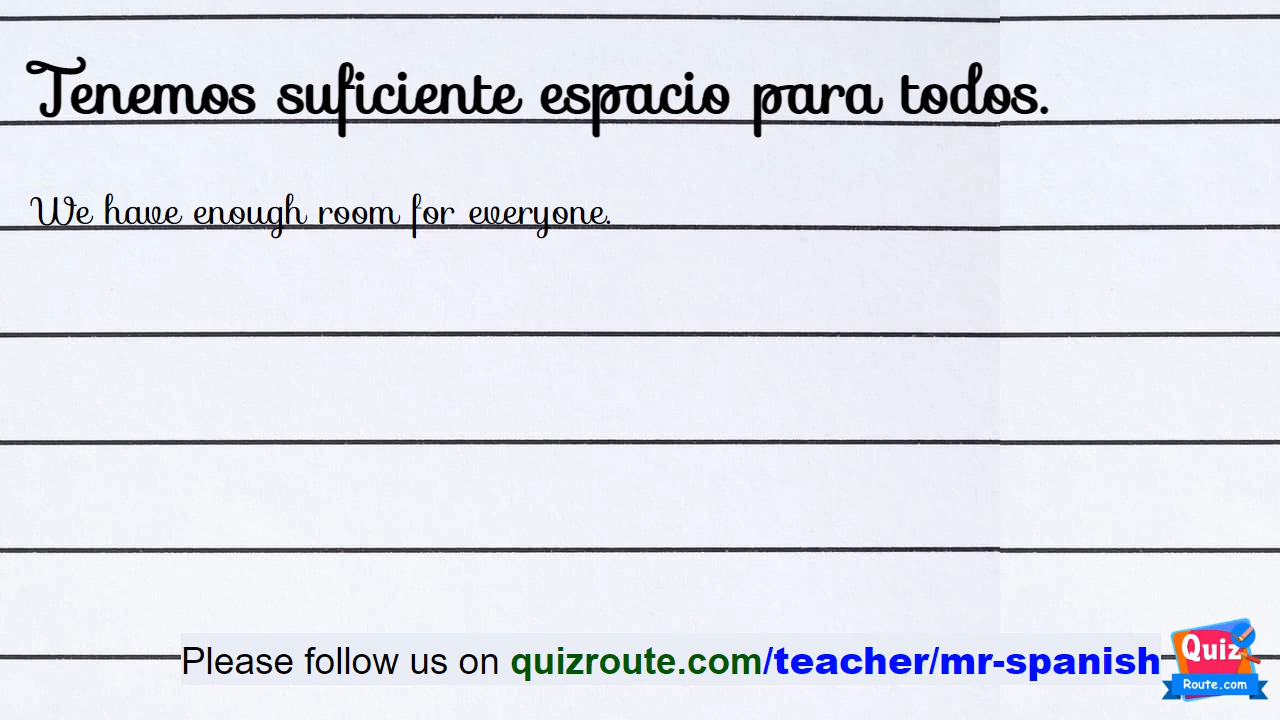 Tenemos suficiente espacio para todos.
We have enough room for everyone.
Please follow us on quizroute.com/teacher/mr-spanish
Quiz
Route.com